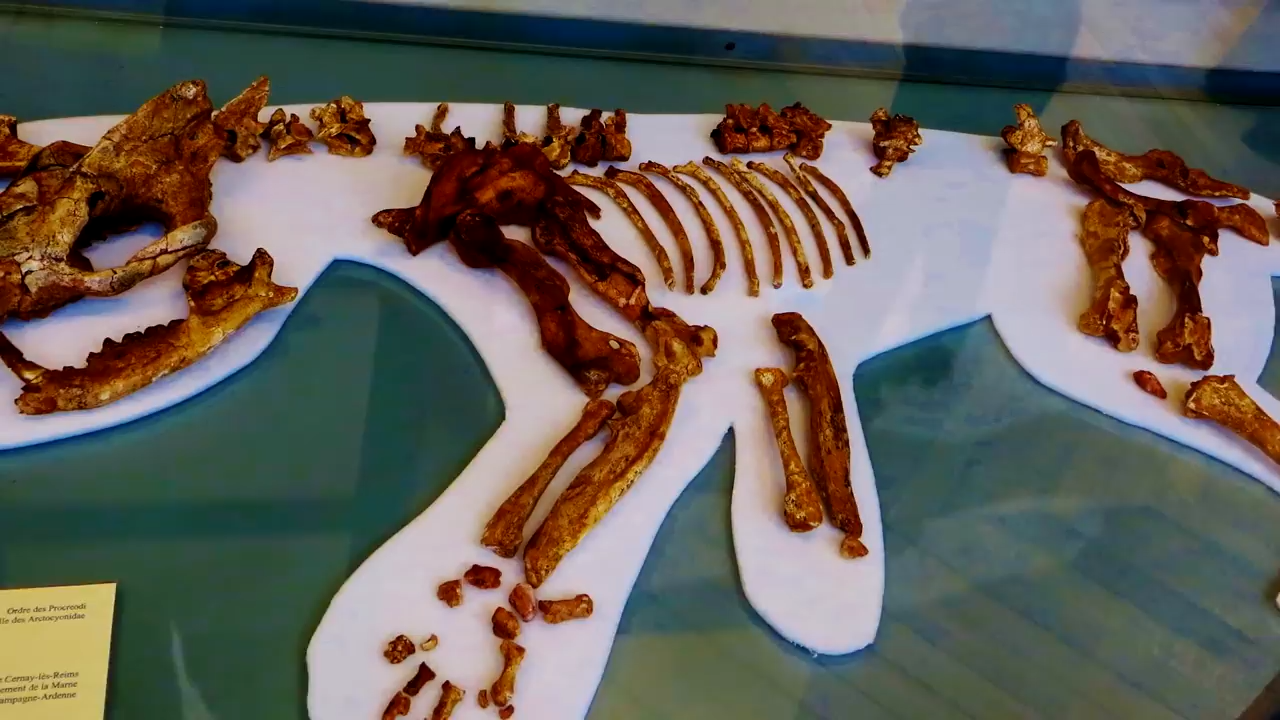 Ordre des Procreodi
lle des Arctocyonidae
e Cernay-lès-Reims
ement de la Marne
ampagne-Ardenne